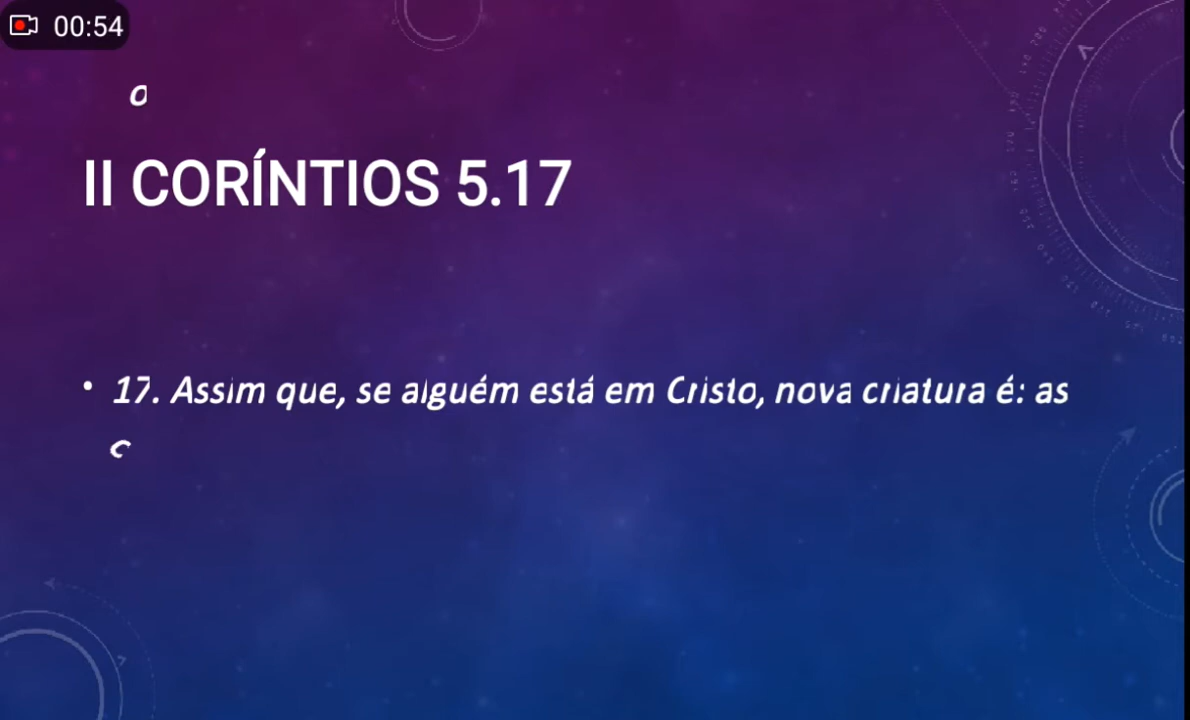 00:54
o
II CORÍNTIOS 5.17
• 17. Assim que, se alguém está em Cristo, nova criatura é: as
c